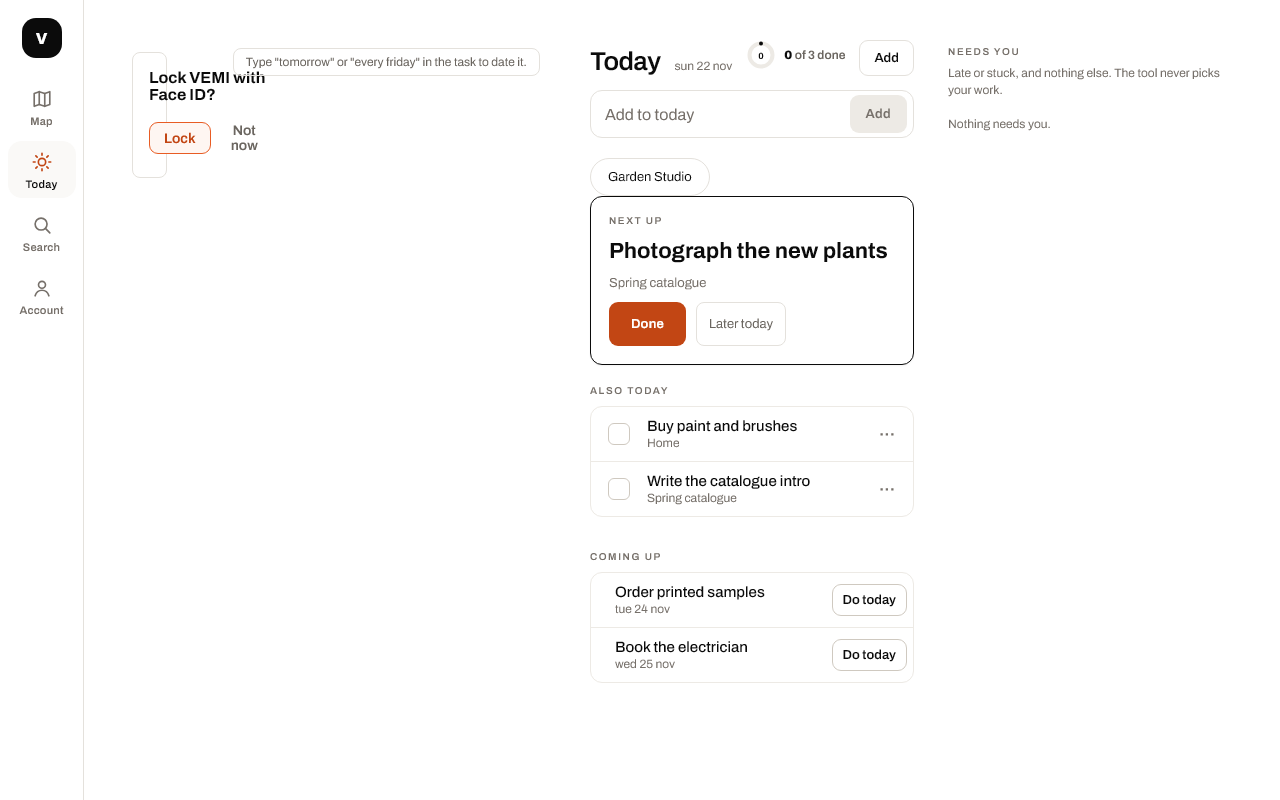 V
Map
Today
Search
Account
Lock VEMI with
Face ID?
Lock
Not
now
Type "tomorrow" or "every friday" in the task to date it.
Today
sun 22 nov
0
0 of 3 done
Add
Add to today
Add
Garden Studio
NEXT UP
Photograph the new plants
Spring catalogue
Done
Later today
ALSO TODAY
Buy paint and brushes
Home
Write the catalogue intro
Spring catalogue
COMING UP
Order printed samples
tue 24 nov
Do today
Book the electrician
wed 25 nov
Do today
NEEDS YOU
Late or stuck, and nothing else. The tool never picks
your work.
Nothing needs you.